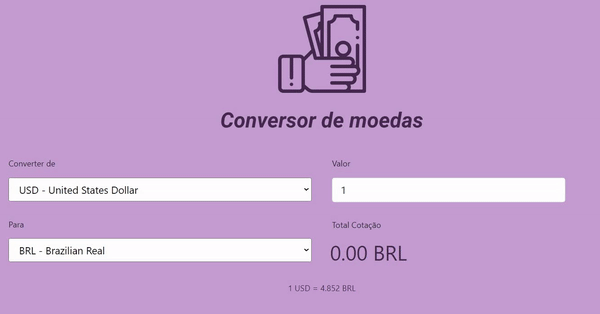 Conversor de moedas
Converter de
Valor
USD - United States Dollar
1
Para
Total Cotação
BRL - Brazilian Real
0.00 BRL
1 USD = 4.852 BRL